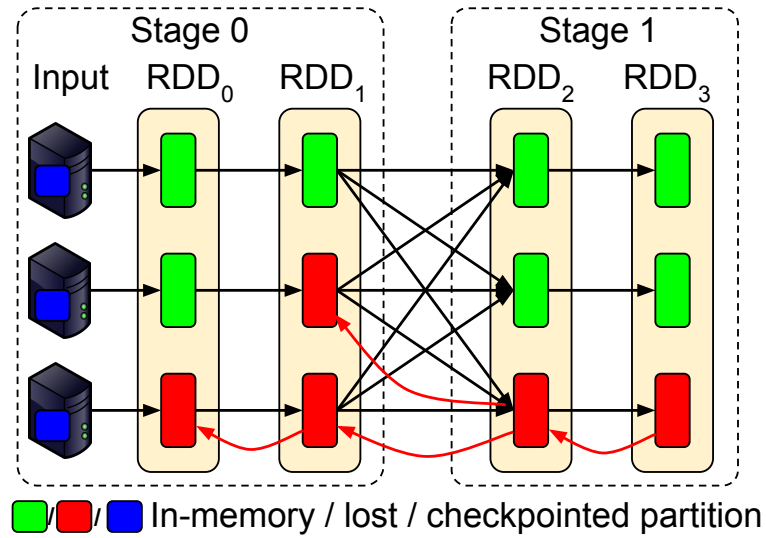 Stage 0
Stage 1
Input
RDD0
RDD1
RDD2
RDD3
/ / In-memory / lost / checkpointed partition